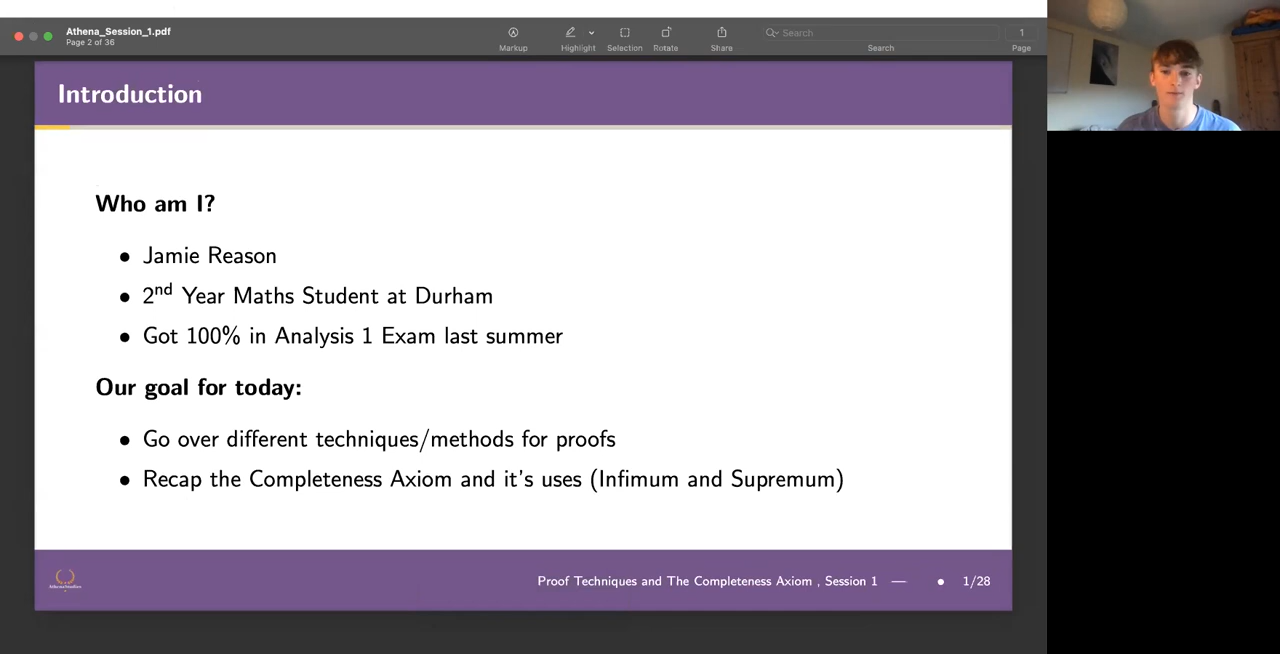 Athena_Session_1.pdf
Page 2 of 36
Markup
Highlight
Selection
Rotate
Share
Search
Search
1
Page
Introduction
Who am I?
• Jamie Reason
• 2nd Year Maths Student at Durham
• Got 100% in Analysis 1 Exam last summer
Our goal for today:
• Go over different techniques/methods for proofs
• Recap the Completeness Axiom and it's uses (Infimum and Supremum)
AthenaStudies
Proof Techniques and The Completeness Axiom , Session 1 — • 1/28